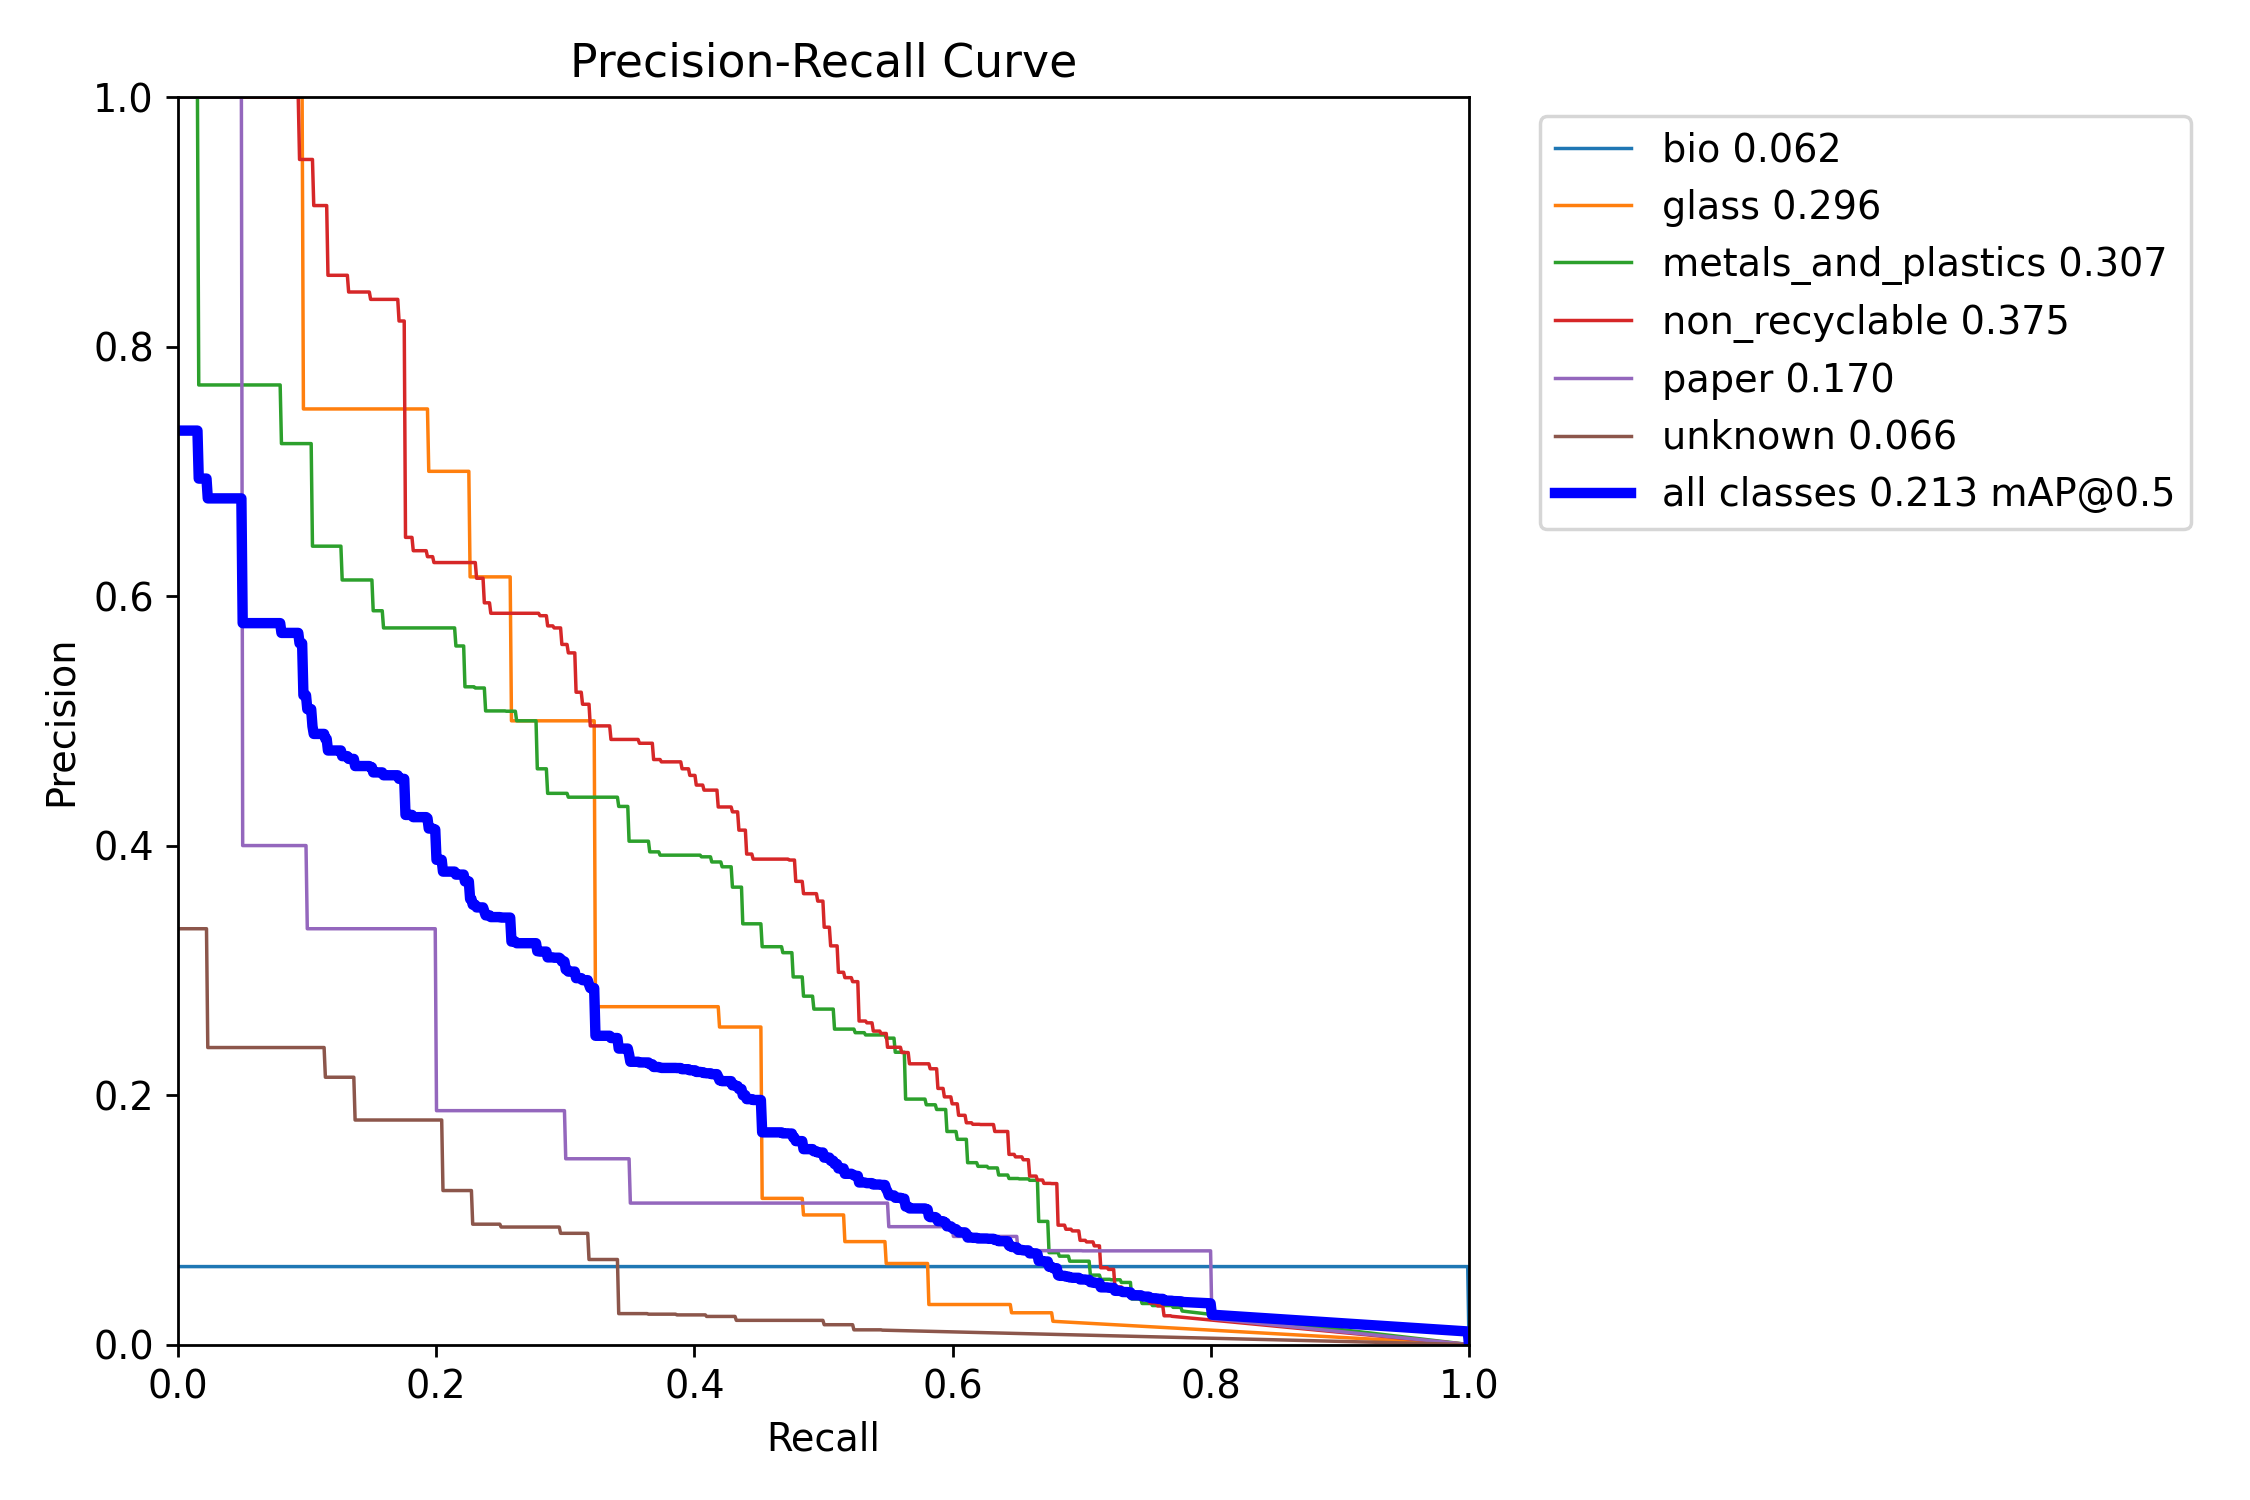 Precision-Recall Curve
1.0
0.8
0.6
0.4
0.2
0.0
Precision
0.0 0.2 0.4 0.6 0.8 1.0
Recall
bio 0.062
glass 0.296
metals_and_plastics 0.307
non_recyclable 0.375
paper 0.170
unknown 0.066
all classes 0.213 mAP@0.5